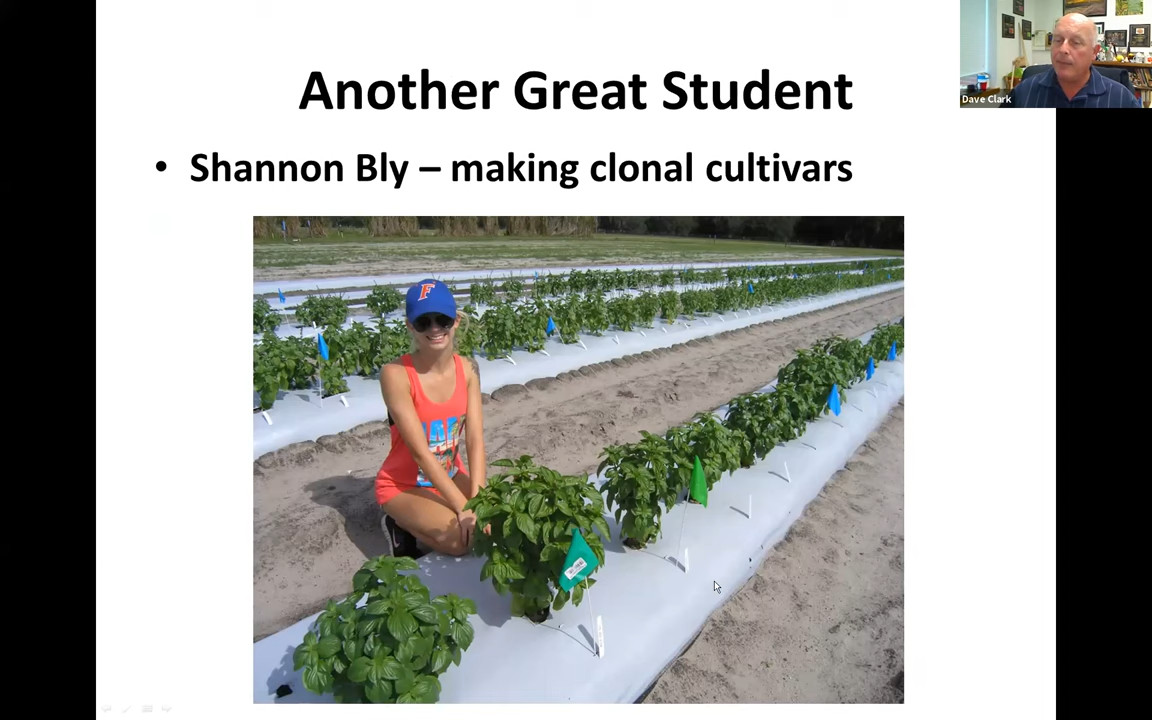 Another Great Student
• Shannon Bly – making clonal cultivars
Dave Clark
F